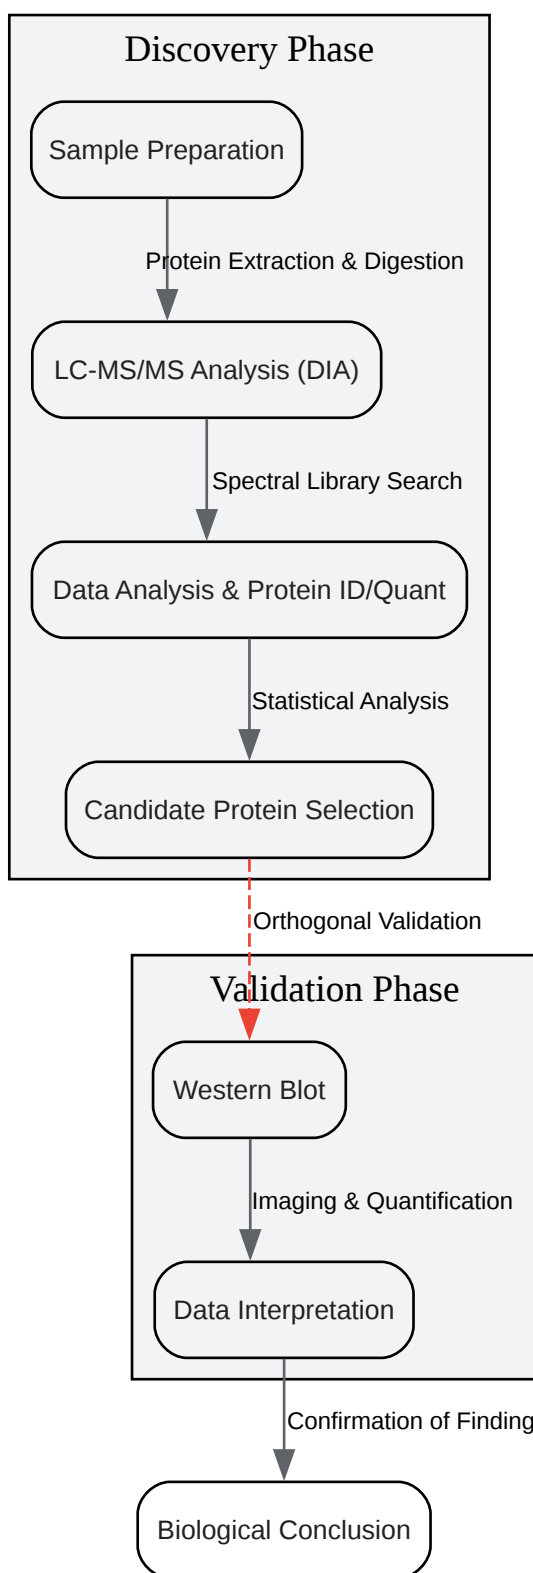 Discovery Phase
Sample Preparation
Protein Extraction & Digestion
LC-MS/MS Analysis (DIA)
Spectral Library Search
Data Analysis & Protein ID/Quant
Statistical Analysis
Candidate Protein Selection
Orthogonal Validation
Validation Phase
Western Blot
Imaging & Quantification
Data Interpretation
Confirmation of Finding
Biological Conclusion